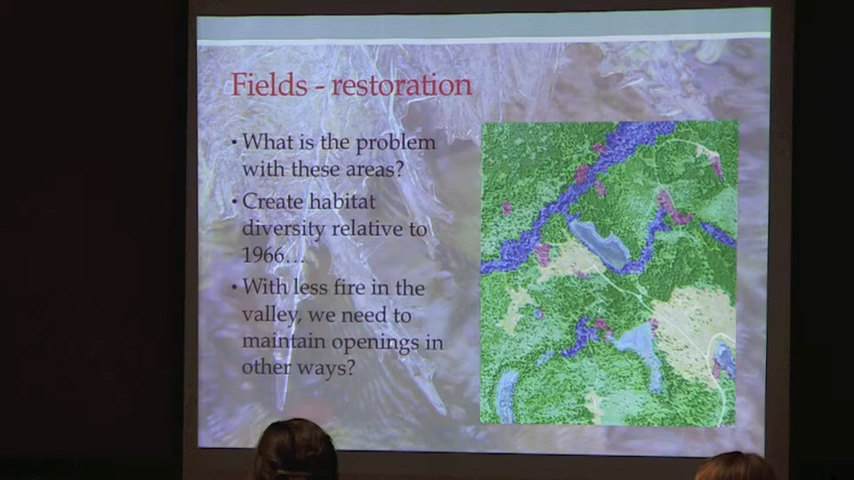 Fields - restoration
• What is the problem
with these areas?
• Create habitat
diversity relative to
1966…
• With less fire in the
valley, we need to
maintain openings in
other ways?